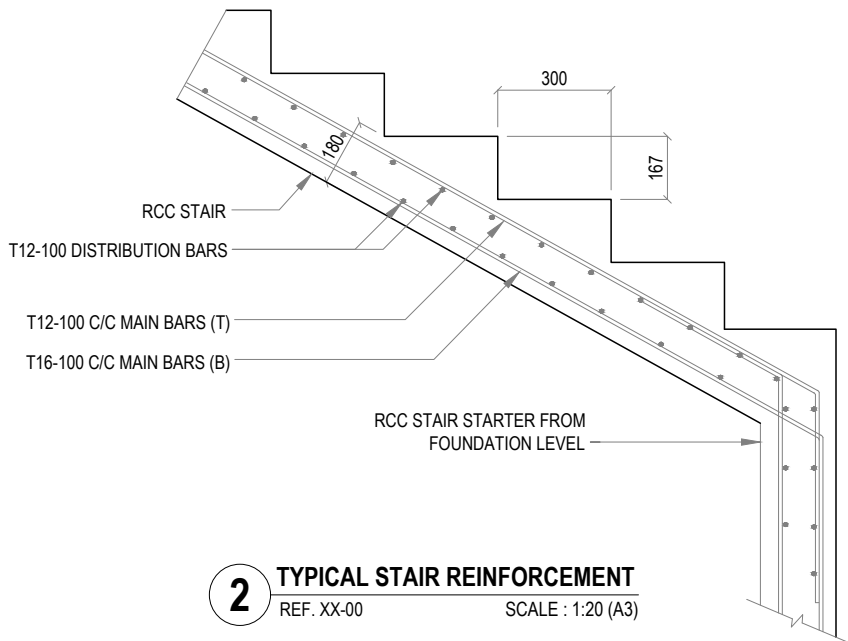 300
180
167
RCC STAIR
T12-100 DISTRIBUTION BARS
T12-100 C/C MAIN BARS (T)
T16-100 C/C MAIN BARS (B)
RCC STAIR STARTER FROM
FOUNDATION LEVEL
2
TYPICAL STAIR REINFORCEMENT
REF. XX-00
SCALE : 1:20 (A3)